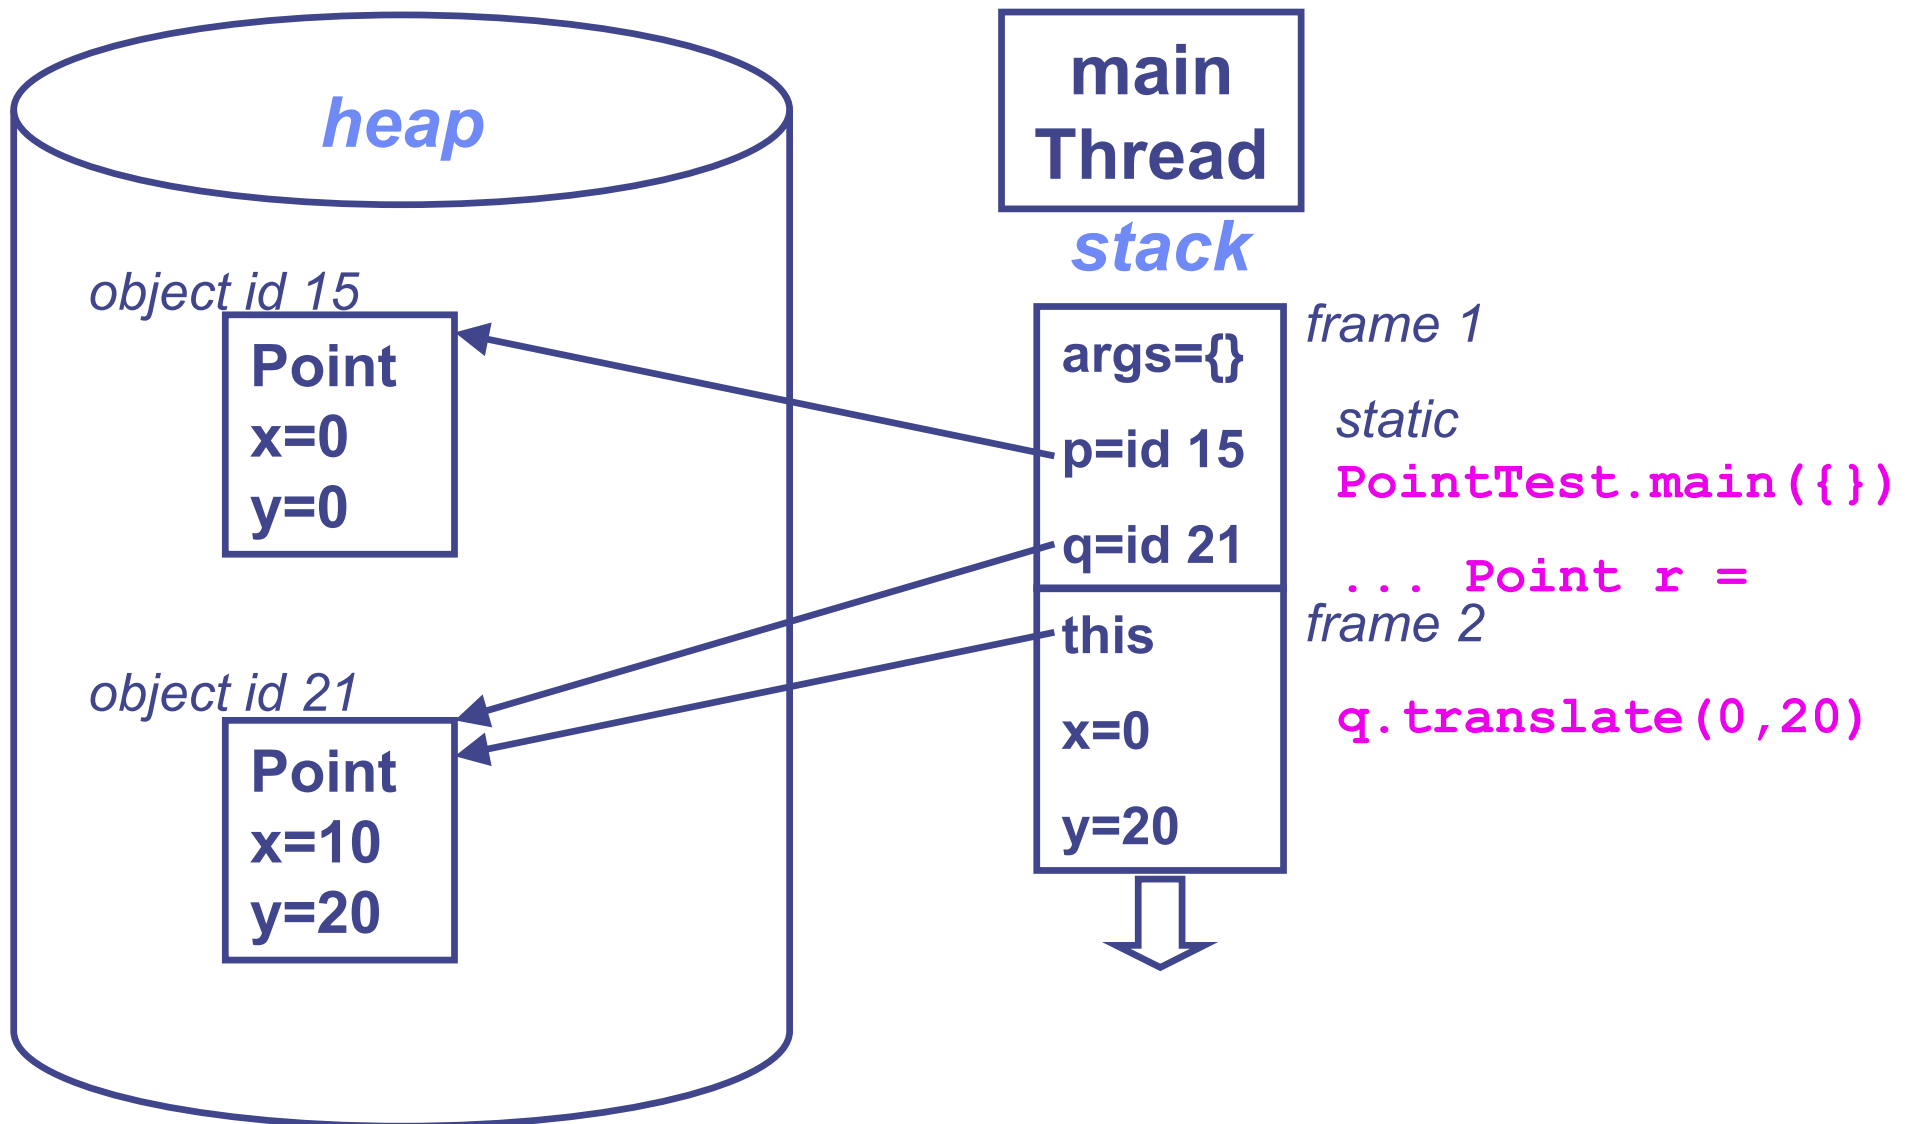 heap
object id 15
Point
x=0
y=0
object id 21
Point
x=10
y=20
main
Thread
stack
args={}
p=id 15
q=id 21
this
x=0
y=20
frame 1
static
PointTest.main({})
... Point r =
frame 2
q.translate(0,20)